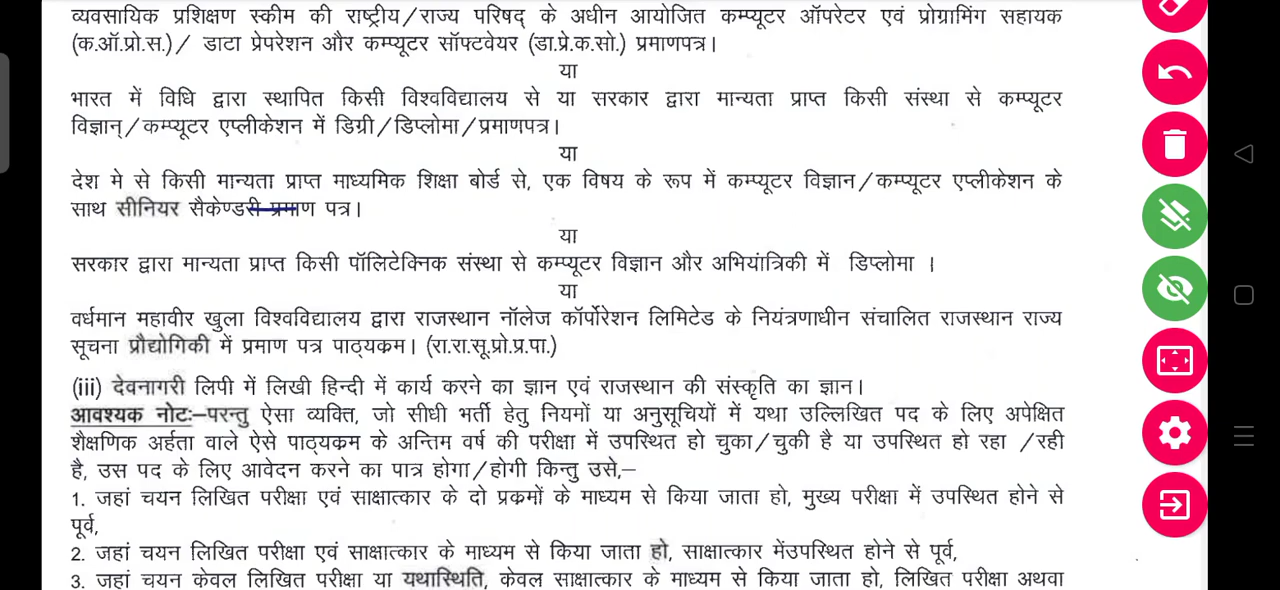 व्यवसायिक प्रशिक्षण स्कीम की राष्ट्रीय/राज्य परिषद् के अधीन आयोजित कम्प्यूटर ऑपरेटर एवं प्रोग्रामिंग सहायक
(क.ऑ.प्रो.स.)/ डाटा प्रेपरेशन और कम्प्यूटर सॉफ्टवेयर (डा.प्रे.क.सो.) प्रमाणपत्र।
या
भारत में विधि द्वारा स्थापित किसी विश्वविद्यालय से या सरकार द्वारा मान्यता प्राप्त किसी संस्था से कम्प्यूटर
विज्ञान्/कम्प्यूटर एप्लीकेशन में डिग्री/डिप्लोमा/प्रमाणपत्र।
या
देश मे से किसी मान्यता प्राप्त माध्यमिक शिक्षा बोर्ड से, एक विषय के रूप में कम्प्यूटर विज्ञान/कम्प्यूटर एप्लीकेशन के
साथ सीनियर सैकेण्डरी प्रमाण पत्र।
या
सरकार द्वारा मान्यता प्राप्त किसी पॉलिटेक्निक संस्था से कम्प्यूटर विज्ञान और अभियांत्रिकी में डिप्लोमा ।
या
वर्धमान महावीर खुला विश्वविद्यालय द्वारा राजस्थान नॉलेज कॉर्पोरेशन लिमिटेड के नियंत्रणाधीन संचालित राजस्थान राज्य
सूचना प्रौद्योगिकी में प्रमाण पत्र पाठ्यकम। (रा.रा.सू.प्रो.प्र.पा.)
(iii) देवनागरी लिपी में लिखी हिन्दी में कार्य करने का ज्ञान एवं राजस्थान की संस्कृति का ज्ञान।
आवश्यक नोटः–परन्तु ऐसा व्यक्ति, जो सीधी भर्ती हेतु नियमों या अनुसूचियों में यथा उल्लिखित पद के लिए अपेक्षित
शैक्षणिक अर्हता वाले ऐसे पाठ्यकम के अन्तिम वर्ष की परीक्षा में उपस्थित हो चुका/चुकी है या उपस्थित हो रहा /रही
है, उस पद के लिए आवेदन करने का पात्र होगा/होगी किन्तु उसे,–
1. जहां चयन लिखित परीक्षा एवं साक्षात्कार के दो प्रकमों के माध्यम से किया जाता हो, मुख्य परीक्षा में उपस्थित होने से
पूर्व,
2. जहां चयन लिखित परीक्षा एवं साक्षात्कार के माध्यम से किया जाता हो, साक्षात्कार मेंउपस्थित होने से पूर्व,
3. जहां चयन केवल लिखित परीक्षा या यथास्थिति, केवल साक्षात्कार के माध्यम से किया जाता हो, लिखित परीक्षा अथवा